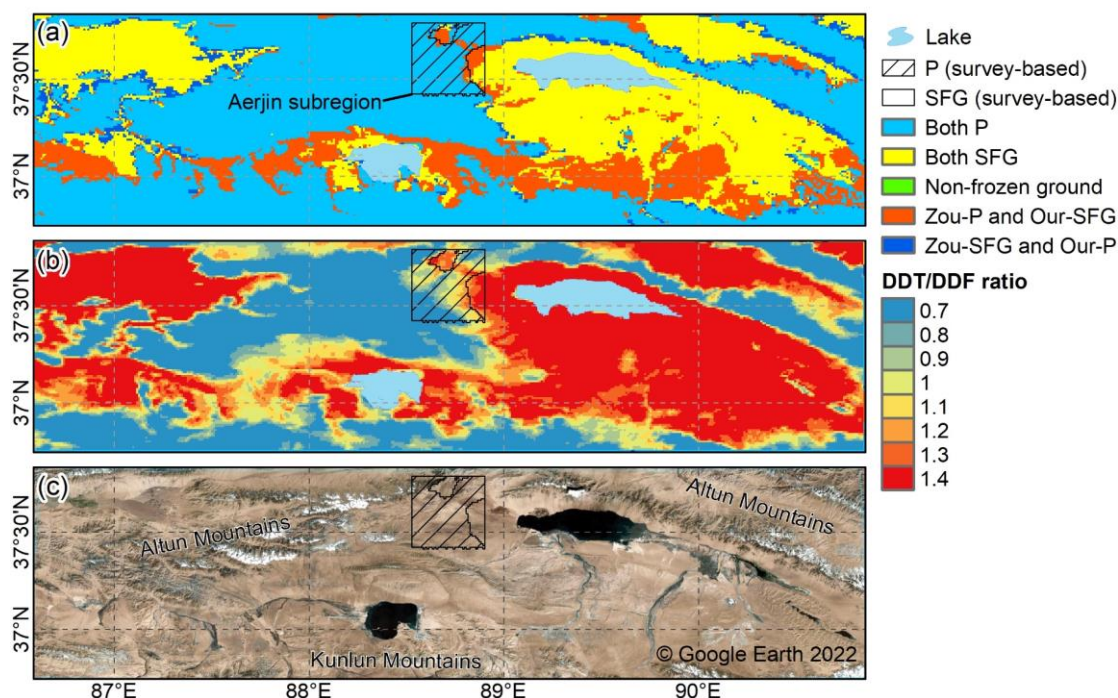 (a)
37°30'N
37°N
Aerjin subregion
Lake
P (survey-based)
SFG (survey-based)
Both P
Both SFG
Non-frozen ground
Zou-P and Our-SFG
Zou-SFG and Our-P
(b)
37°30'N
37°N
DDT/DDF ratio
0.7
0.8
0.9
1
1.1
1.2
1.3
1.4
(c)
37°30'N
37°N
Altun Mountains
Altun Mountains
Kunlun Mountains
© Google Earth 2022
87°E
88°E
89°E
90°E